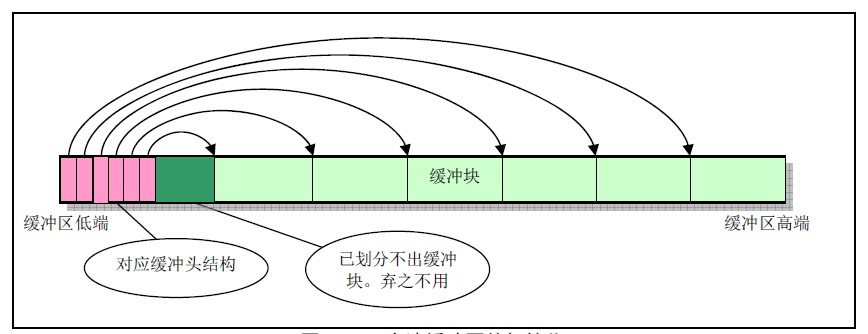 缓冲块
缓冲区低端
缓冲区高端
对应缓冲头结构
已划分不出缓冲
块。弃之不用